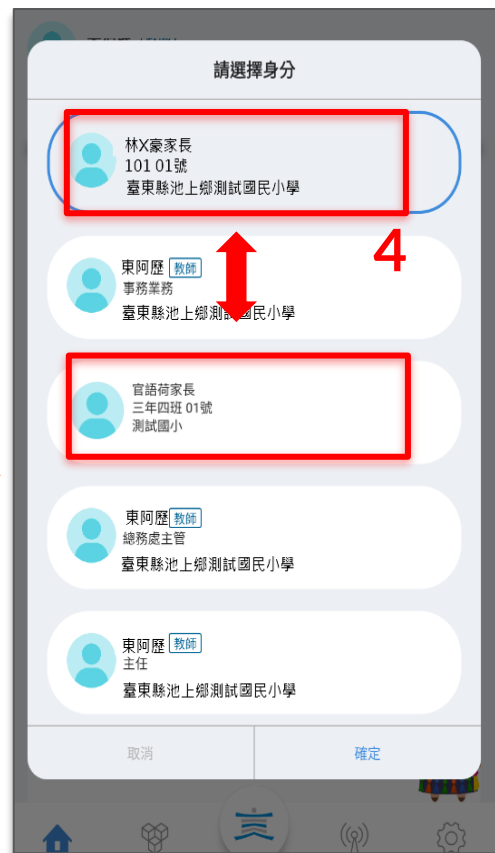 請選擇身分
林X豪家長
101 01號
臺東縣池上鄉測試國民小學
4
東阿歷 教師
事務業務
臺東縣池上鄉測試國民小學
官語荷家長
三年四班 01號
測試國小
東阿歷 教師
總務處主管
臺東縣池上鄉測試國民小學
東阿歷 教師
主任
臺東縣池上鄉測試國民小學
取消
確定